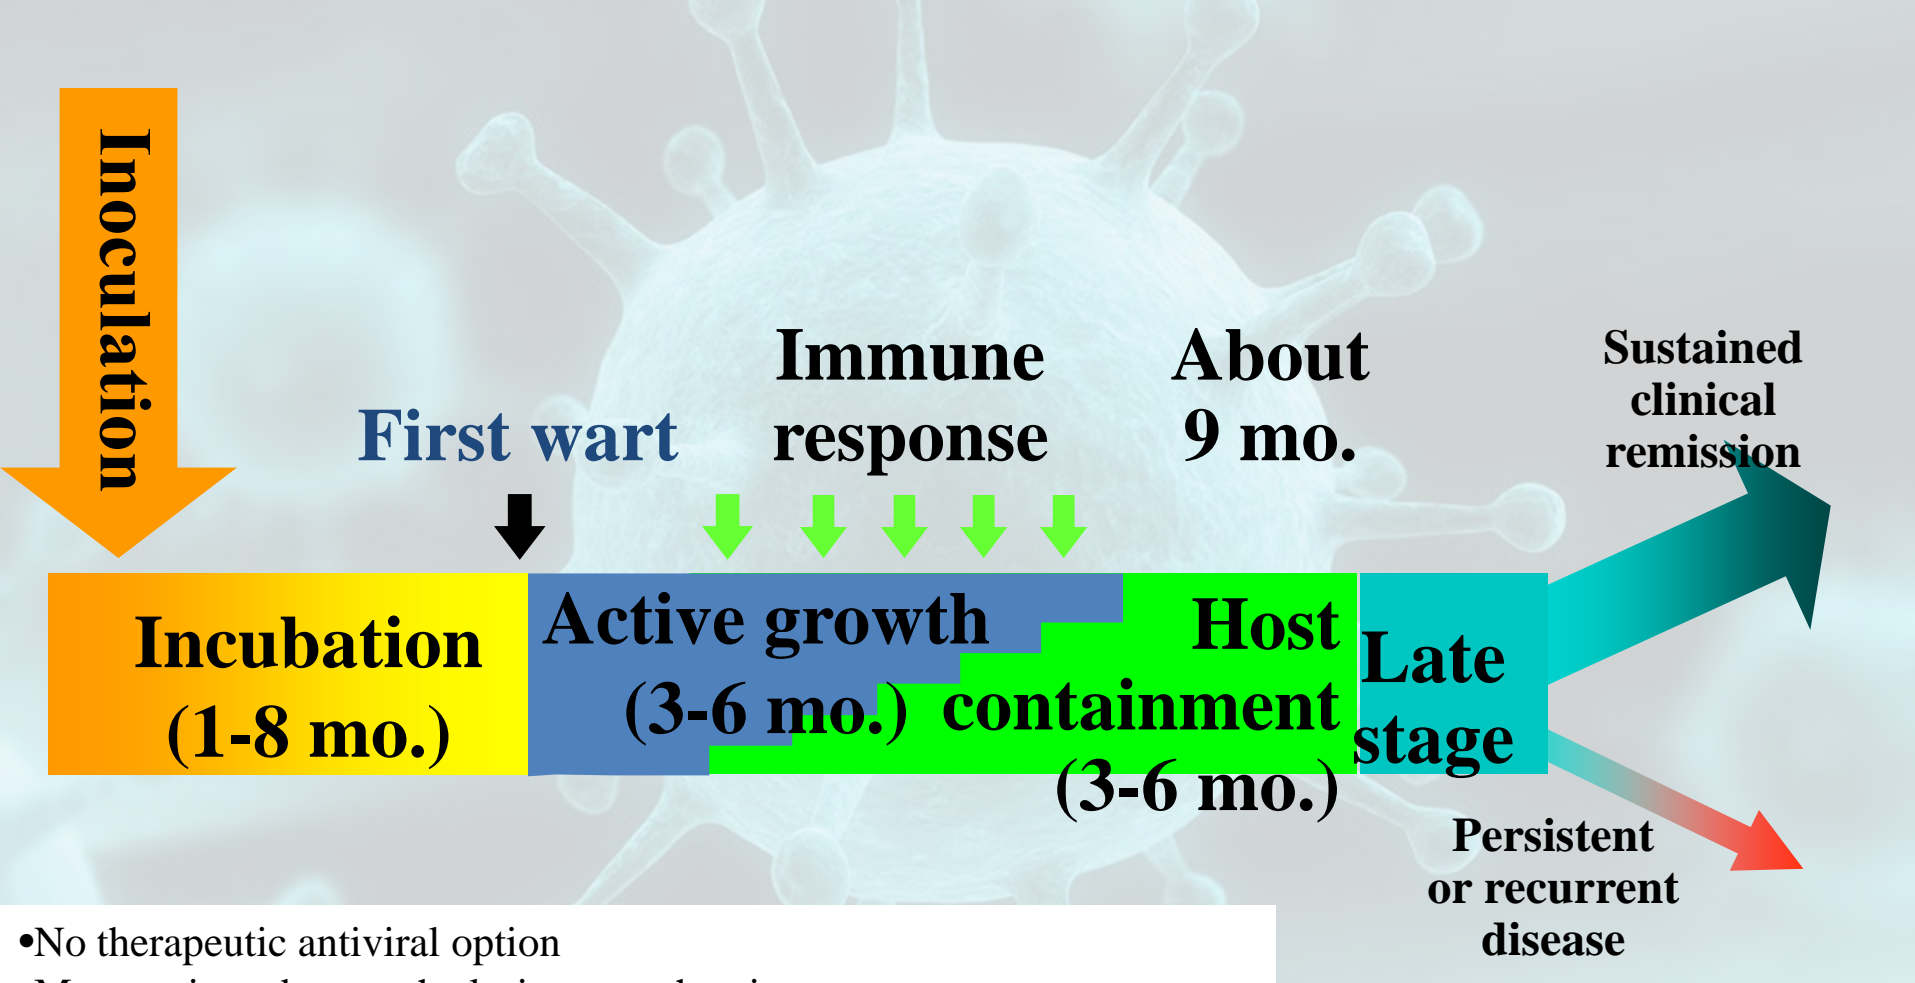 Inoculation
First wart
Immune
response
About
9 mo.
Sustained
clinical
remission
Incubation
(1-8 mo.)
Active growth
(3-6 mo.)
Host
containment
(3-6 mo.)
Late
stage
Persistent
or recurrent
disease
•No therapeutic antiviral option